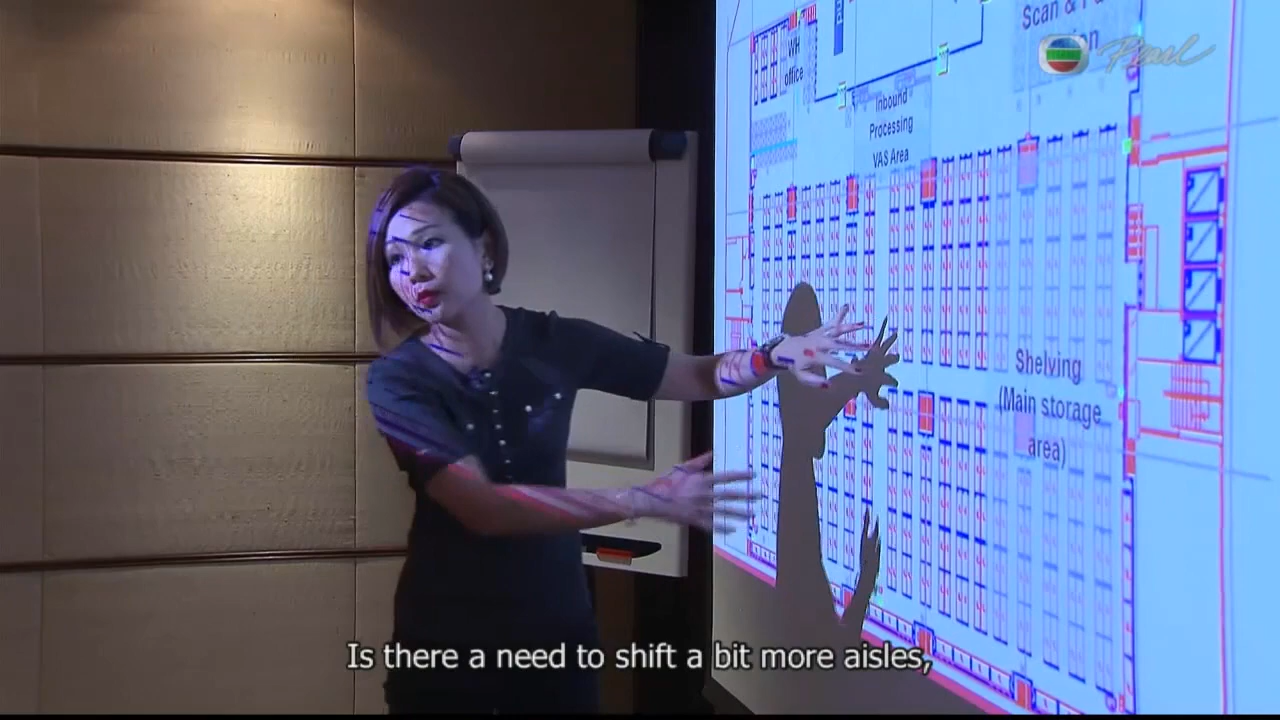 WH
office
Inbound
Processing
VAS Area
Scan &
Pearl
Shelving
(Main storage
area)
Is there a need to shift a bit more aisles,